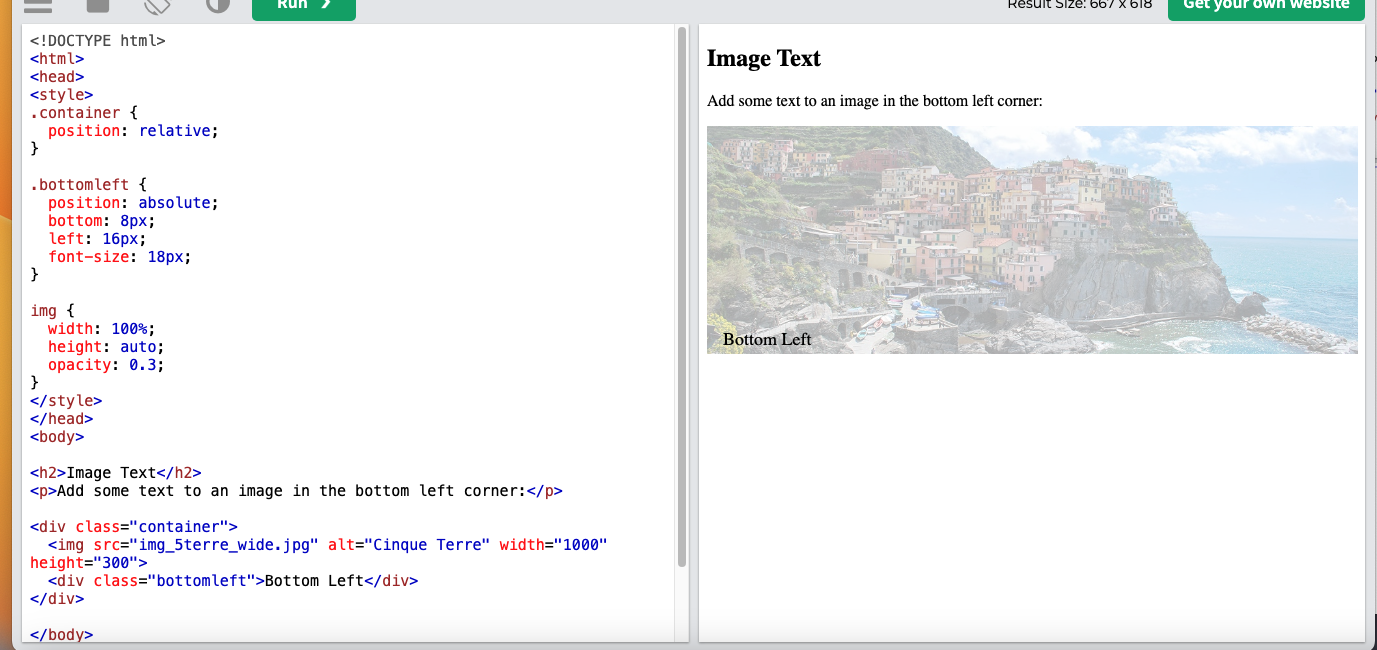 Run ❯
Result Size: 667 x 618
Get your own website
<!DOCTYPE html>
<html>
<head>
<style>
.container {
  position: relative;
}
.bottomleft {
  position: absolute;
  bottom: 8px;
  left: 16px;
  font-size: 18px;
}
img {
  width: 100%;
  height: auto;
  opacity: 0.3;
}
</style>
</head>
<body>
<h2>Image Text</h2>
<p>Add some text to an image in the bottom left corner:</p>
<div class="container">
  <img src="img_5terre_wide.jpg" alt="Cinque Terre" width="1000"
height="300">
  <div class="bottomleft">Bottom Left</div>
</div>
</body>
Image Text
Add some text to an image in the bottom left corner:
Bottom Left